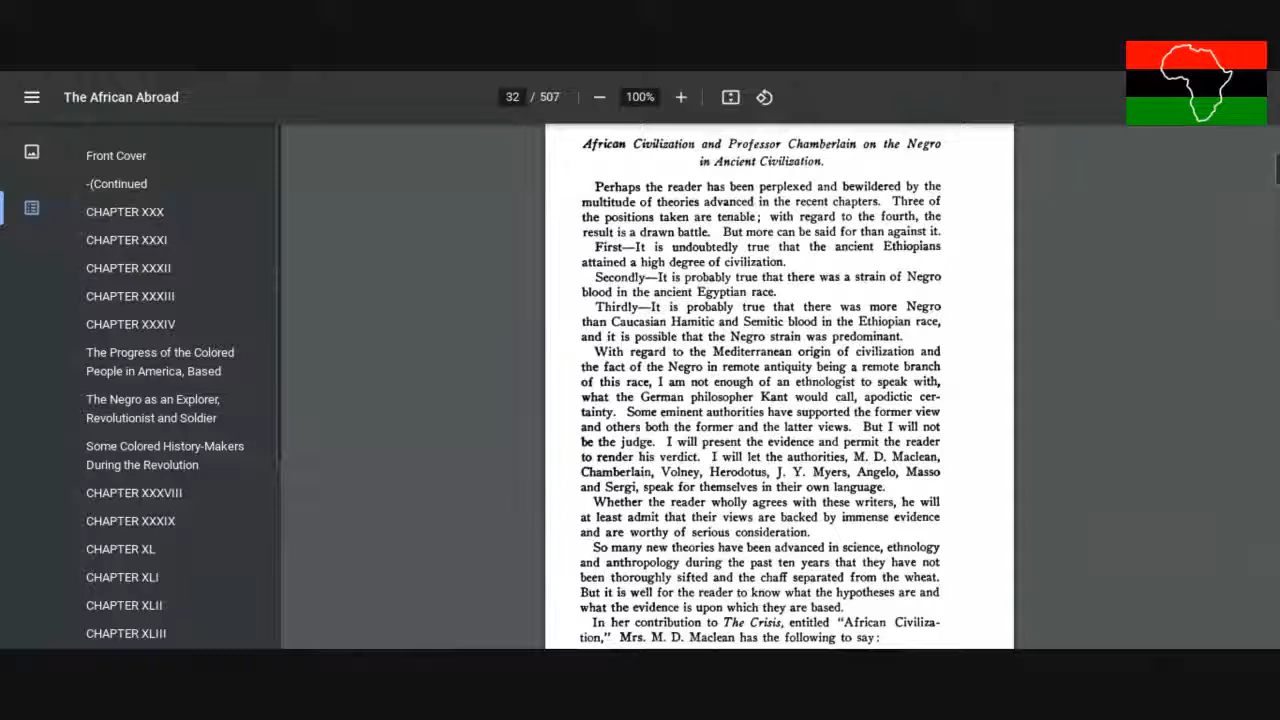 The African Abroad
32 / 507
100%
Front Cover
-(Continued
CHAPTER XXX
CHAPTER XXXI
CHAPTER XXXII
CHAPTER XXXIII
CHAPTER XXXIV
The Progress of the Colored
People in America, Based
The Negro as an Explorer,
Revolutionist and Soldier
Some Colored History-Makers
During the Revolution
CHAPTER XXXVIII
CHAPTER XXXIX
CHAPTER XL
CHAPTER XLI
CHAPTER XLII
CHAPTER XLIII
African Civilization and Professor Chamberlain on the Negro
in Ancient Civilization.
Perhaps the reader has been perplexed and bewildered by the
multitude of theories advanced in the recent chapters. Three of
the positions taken are tenable; with regard to the fourth, the
result is a drawn battle. But more can be said for than against it.
First—It is undoubtedly true that the ancient Ethiopians
attained a high degree of civilization.
Secondly—It is probably true that there was a strain of Negro
blood in the ancient Egyptian race.
Thirdly—It is probably true that there was more Negro
than Caucasian Hamitic and Semitic blood in the Ethiopian race,
and it is possible that the Negro strain was predominant.
With regard to the Mediterranean origin of civilization and
the fact of the Negro in remote antiquity being a remote branch
of this race, I am not enough of an ethnologist to speak with,
what the German philosopher Kant would call, apodictic cer-
tainty. Some eminent authorities have supported the former view
and others both the former and the latter views. But I will not
be the judge. I will present the evidence and permit the reader
to render his verdict. I will let the authorities, M. D. Maclean,
Chamberlain, Volney, Herodotus, J. Y. Myers, Angelo, Masso
and Sergi, speak for themselves in their own language.
Whether the reader wholly agrees with these writers, he will
at least admit that their views are backed by immense evidence
and are worthy of serious consideration.
So many new theories have been advanced in science, ethnology
and anthropology during the past ten years that they have not
been thoroughly sifted and the chaff separated from the wheat.
But it is well for the reader to know what the hypotheses are and
what the evidence is upon which they are based.
In her contribution to The Crisis, entitled "African Civiliza-
tion," Mrs. M. D. Maclean has the following to say: